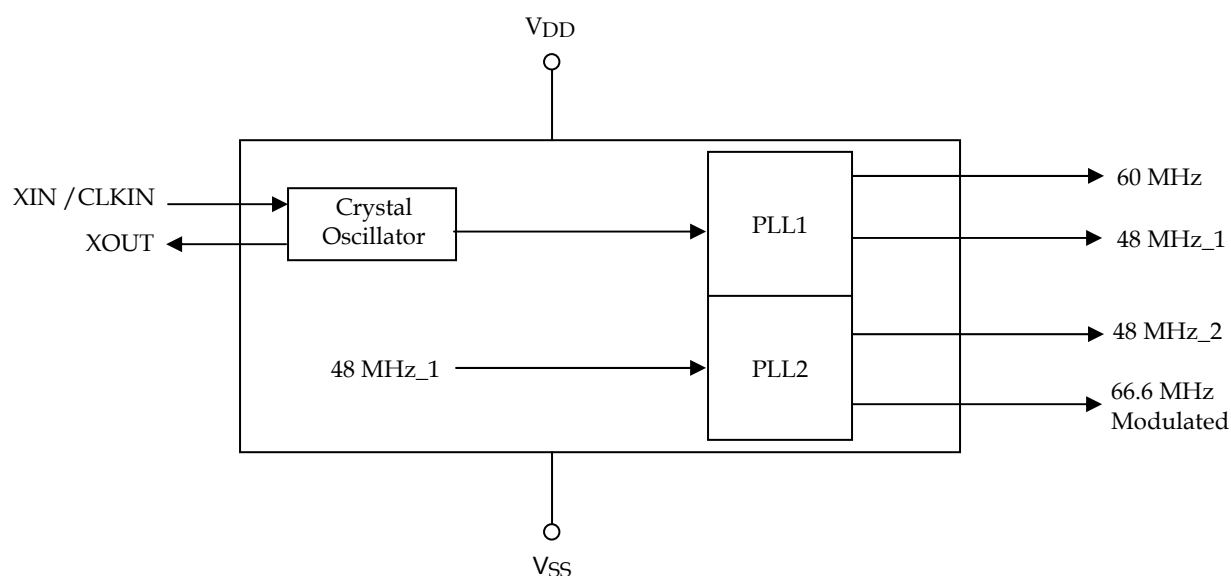 VDD
XIN /CLKIN
XOUT
Crystal
Oscillator
PLL1
60 MHz
48 MHz_1
48 MHz_1
PLL2
48 MHz_2
66.6 MHz
Modulated
VSS